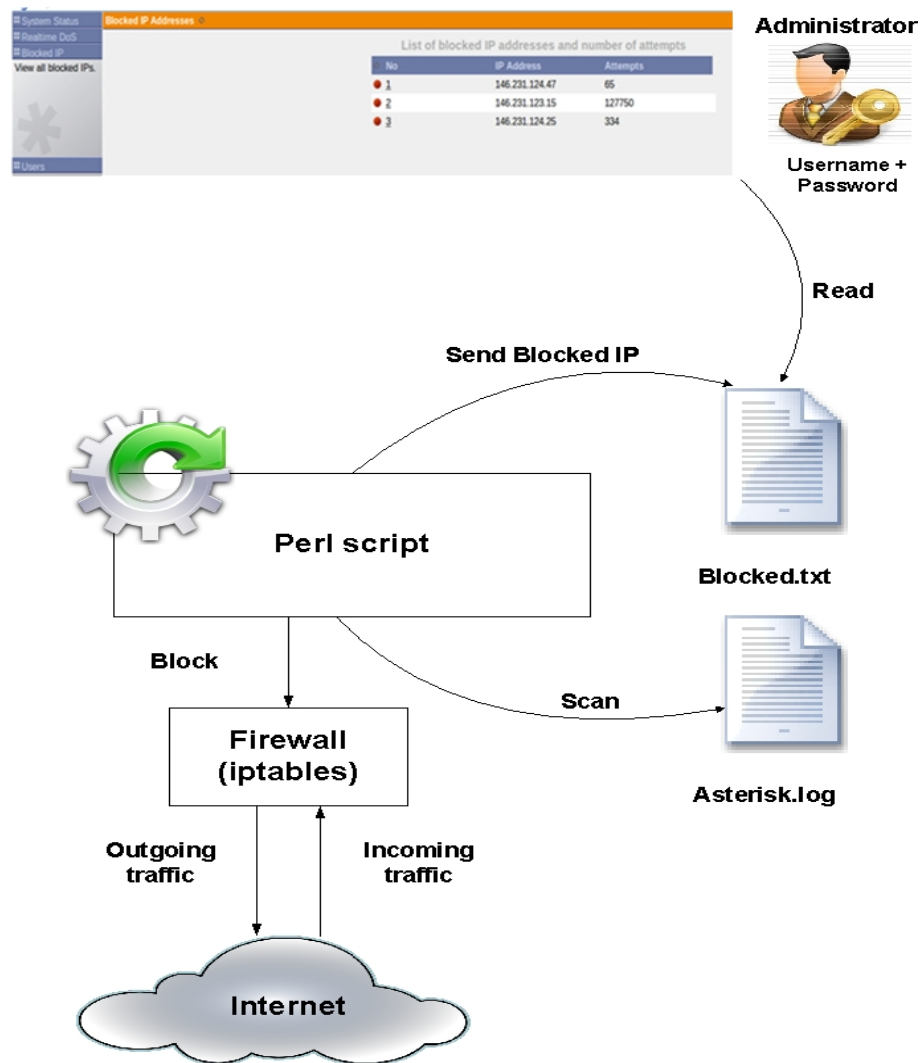 System Status
Blocked IP Addresses
Realtime DoS
Blocked IP
View all blocked IPs.
Users
List of blocked IP addresses and number of attempts
No IP Address Attempts
1 146.231.124.47 65
2 146.231.123.15 127750
3 146.231.124.25 334
Administrator
Username +
Password
Read
Send Blocked IP
Perl script
Blocked.txt
Block
Scan
Firewall
(iptables)
Asterisk.log
Outgoing
traffic
Incoming
traffic
Internet